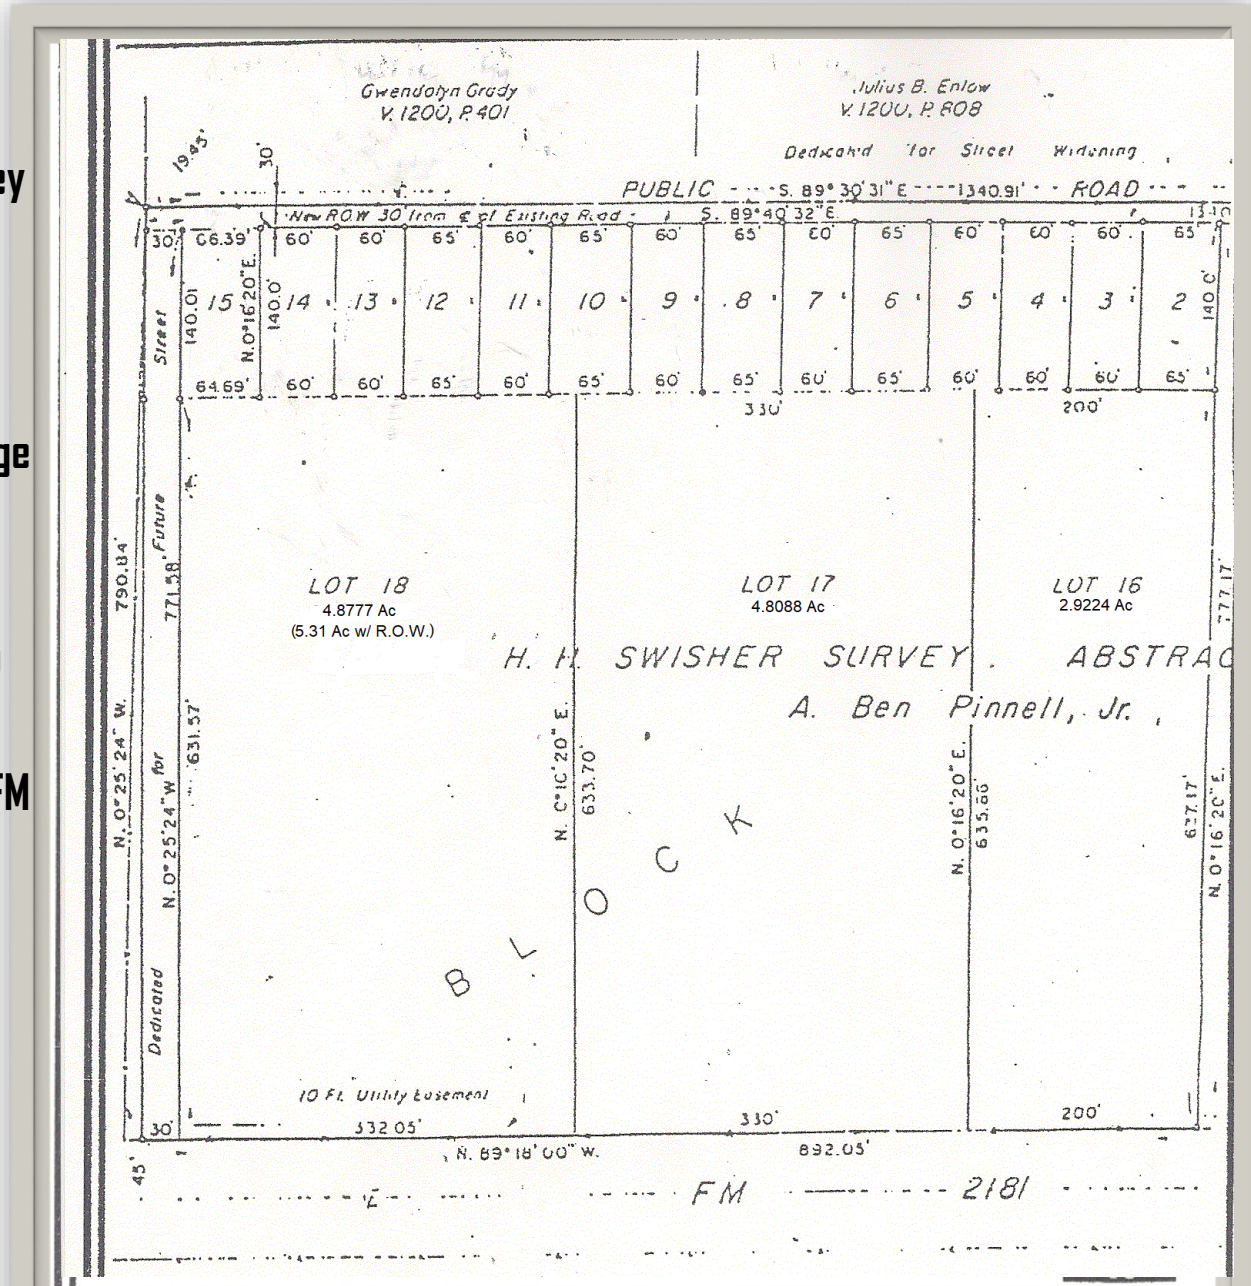 Gwendolyn Grady
V. 1200, P. 401
Julius B. Enlow
V. 1200, P. 808
Dedicated for Street Widening
19.45'
30'
PUBLIC S. 89° 30' 31" E 1340.91' ROAD
New R.O.W. 30' from ℄ of Existing Road
S. 89° 40' 32" E.
30' 66.39' 60' 60' 65' 60' 65' 60' 65' 60' 65' 60' 60' 60' 65'
15 14 13 12 11 10 9 8 7 6 5 4 3 2
140.01
N. 0° 16' 20" E.
140.0'
140.0'
64.69' 60' 60' 65' 60' 65' 60' 65' 60' 65' 60' 60' 60' 65'
330'
200'
ey
ge
FM
Dedicated for Future Street
790.84'
N. 0° 25' 24" W.
771.58'
N. 0° 25' 24" W
631.57'
LOT 18
4.8777 Ac
(5.31 Ac w/ R.O.W.)
LOT 17
4.8088 Ac
LOT 16
2.9224 Ac
777.17'
H. H. SWISHER SURVEY. ABSTRAC
A. Ben Pinnell, Jr.
633.70'
N. 0° 16' 20" E.
635.86'
637.17'
N. 0° 16' 20" E.
BLOCK
10 Ft. Utility Easement
30' 332.05' 330' 200'
45'
N. 89° 18' 00" W. 892.05'
FM 2181